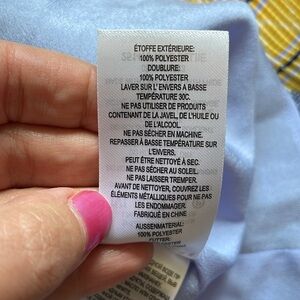 ÉTOFFE EXTÉRIEURE:
100% POLYESTER
DOUBLURE:
100% POLYESTER
LAVER SUR L'ENVERS A BASSE
TEMPÉRATURE 30C.
NE PAS UTILISER DE PRODUITS
CONTENANT DE LA JAVEL, DE L'HUILE OU
DE L'ALCOOL.
NE PAS SÉCHER EN MACHINE.
REPASSER À BASSE TEMPÉRATURE SUR
L'ENVERS.
PEUT ÊTRE NETTOYÉ À SEC.
NE PAS SÉCHER AU SOLEIL.
NE PAS LAISSER TREMPER.
AVANT DE NETTOYER, COUVREZ LES
ÉLÉMENTS MÉTALLIQUES POUR NE PAS
LES ENDOMMAGER.
FABRIQUÉ EN CHINE
AUSSENMATERIAL:
100% POLYESTER
FUTTER: